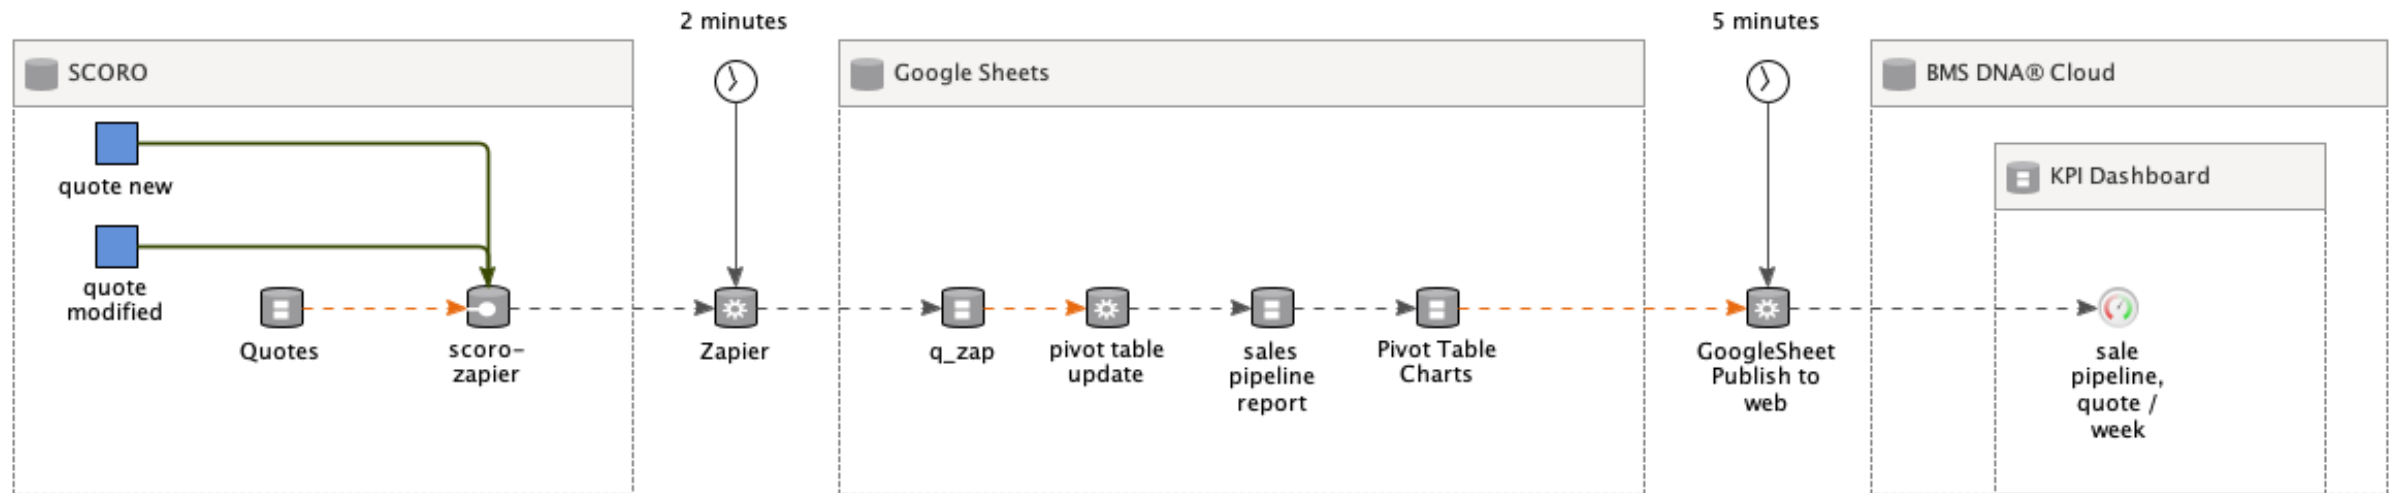 2 minutes
5 minutes
SCORO
Google Sheets
BMS DNA® Cloud
KPI Dashboard
quote new
quote
modified
Quotes
scoro-
zapier
Zapier
q_zap
pivot table
update
sales
pipeline
report
Pivot Table
Charts
GoogleSheet
Publish to
web
sale
pipeline,
quote /
week